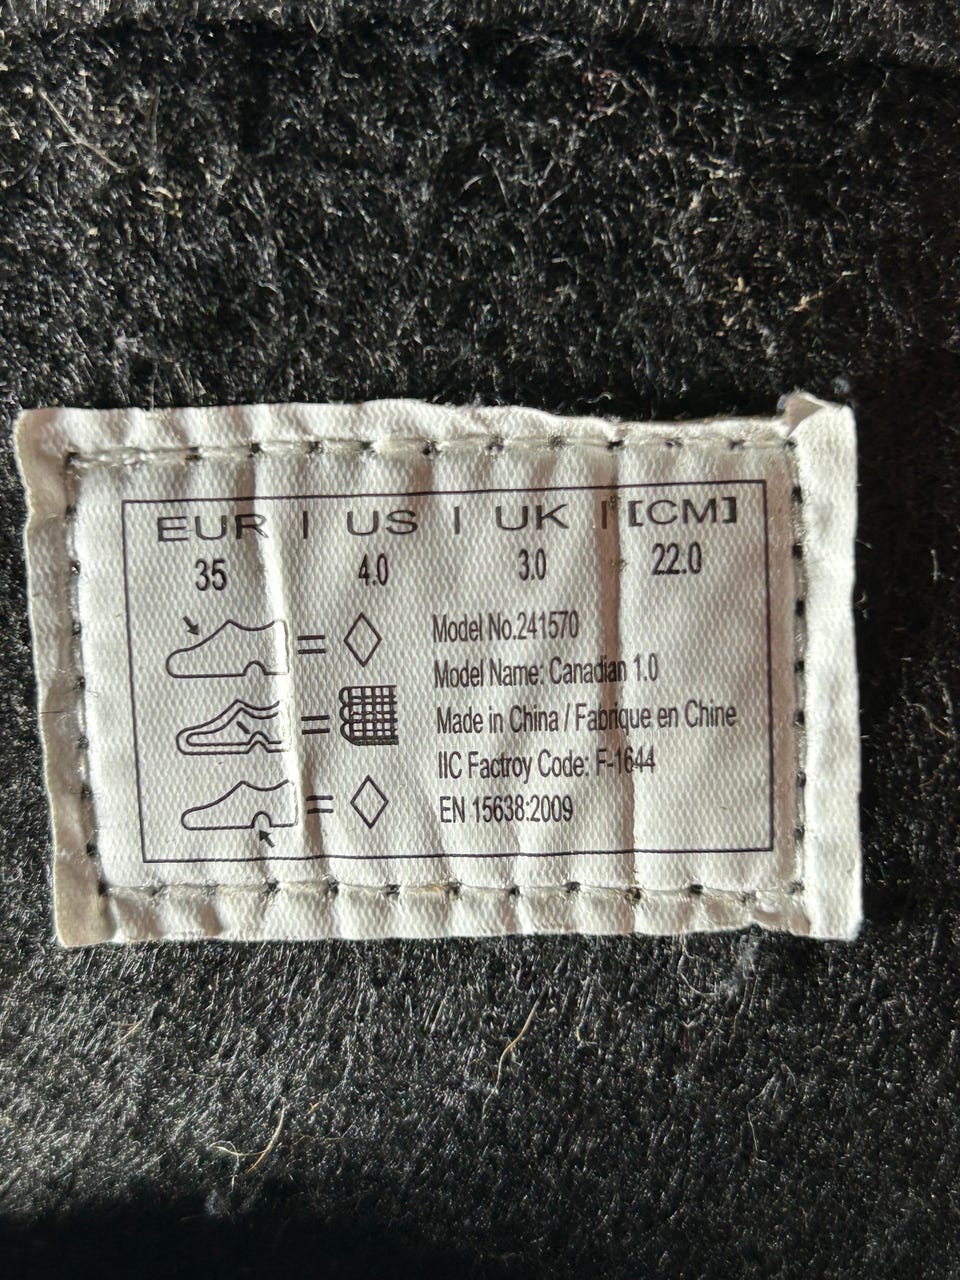 EUR | US | UK | [CM]
35 4.0 3.0 22.0
Model No.241570
Model Name: Canadian 1.0
Made in China / Fabrique en Chine
IIC Factroy Code: F-1644
EN 15638:2009